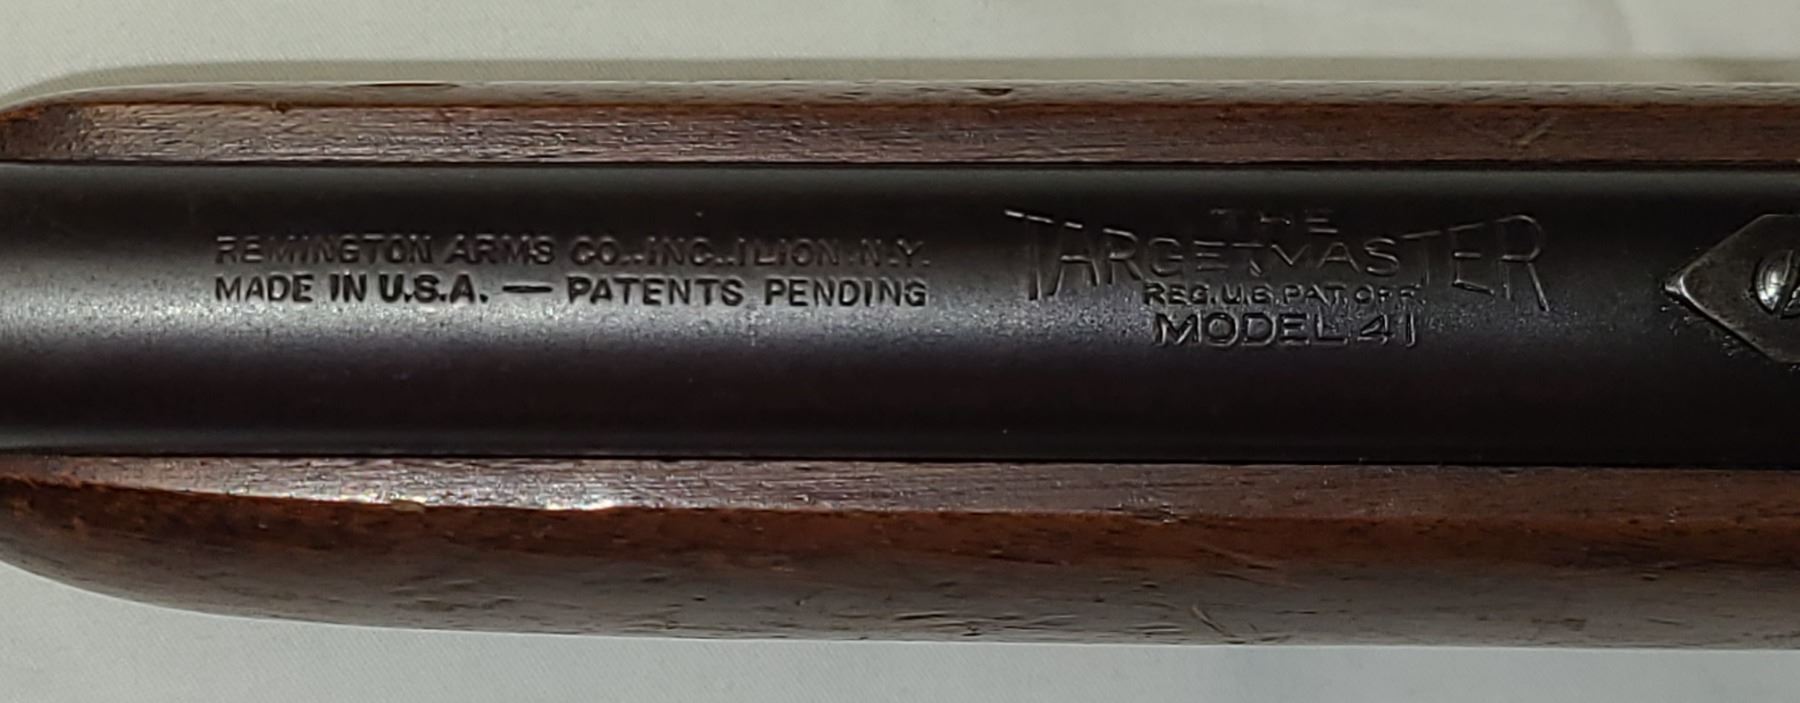 REMINGTON ARMS CO., INC., ILION, N.Y.
MADE IN U.S.A. — PATENTS PENDING
THE
TARGETMASTER
REG. U.S. PAT. OFF.
MODEL 41